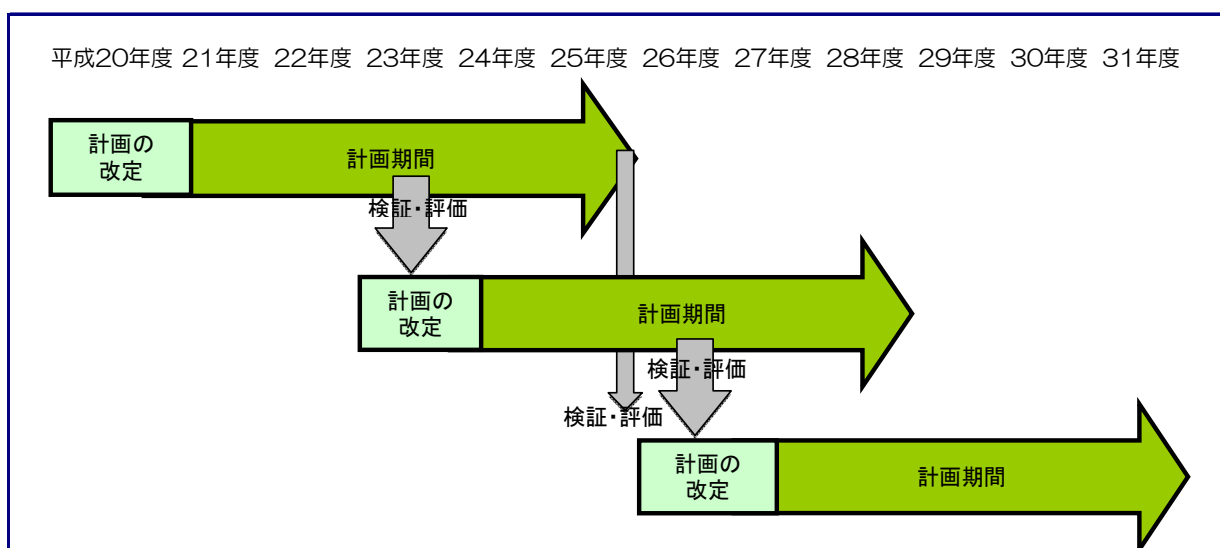 平成20年度 21年度 22年度 23年度 24年度 25年度 26年度 27年度 28年度 29年度 30年度 31年度
計画の
改定
計画期間
検証・評価
計画の
改定
計画期間
検証・評価
検証・評価
計画の
改定
計画期間